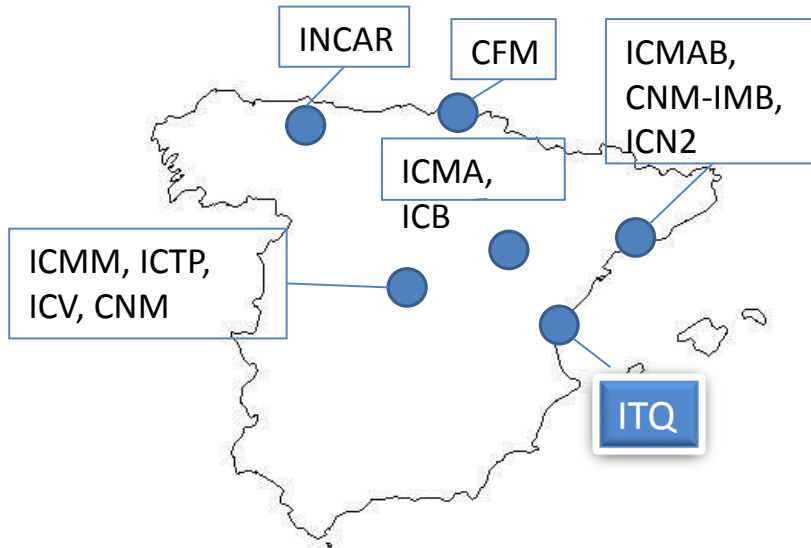 INCAR
CFM
ICMAB,
CNM-IMB,
ICN2
ICMA,
ICB
ICMM, ICTP,
ICV, CNM
ITQ